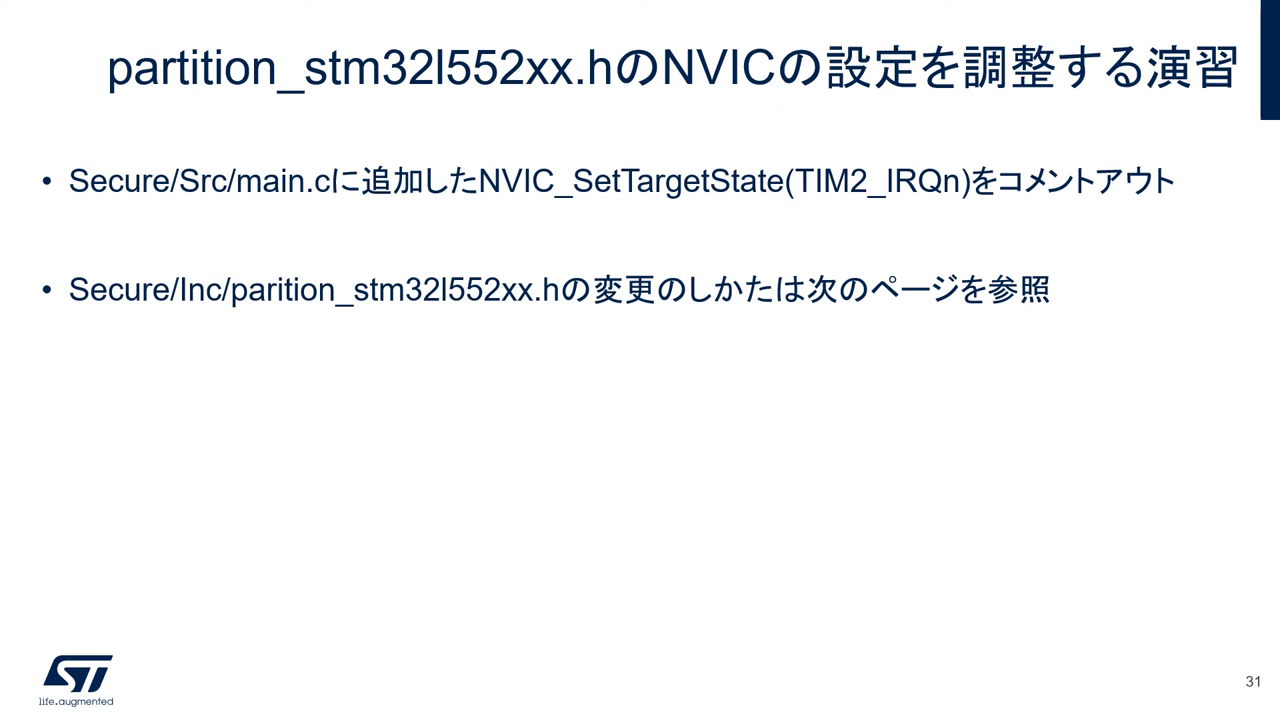 partition_stm32l552xx.hのNVICの設定を調整する演習
• Secure/Src/main.cに追加したNVIC_SetTargetState(TIM2_IRQn)をコメントアウト
• Secure/Inc/parition_stm32l552xx.hの変更のしかたは次のページを参照
ST
life.augmented
31